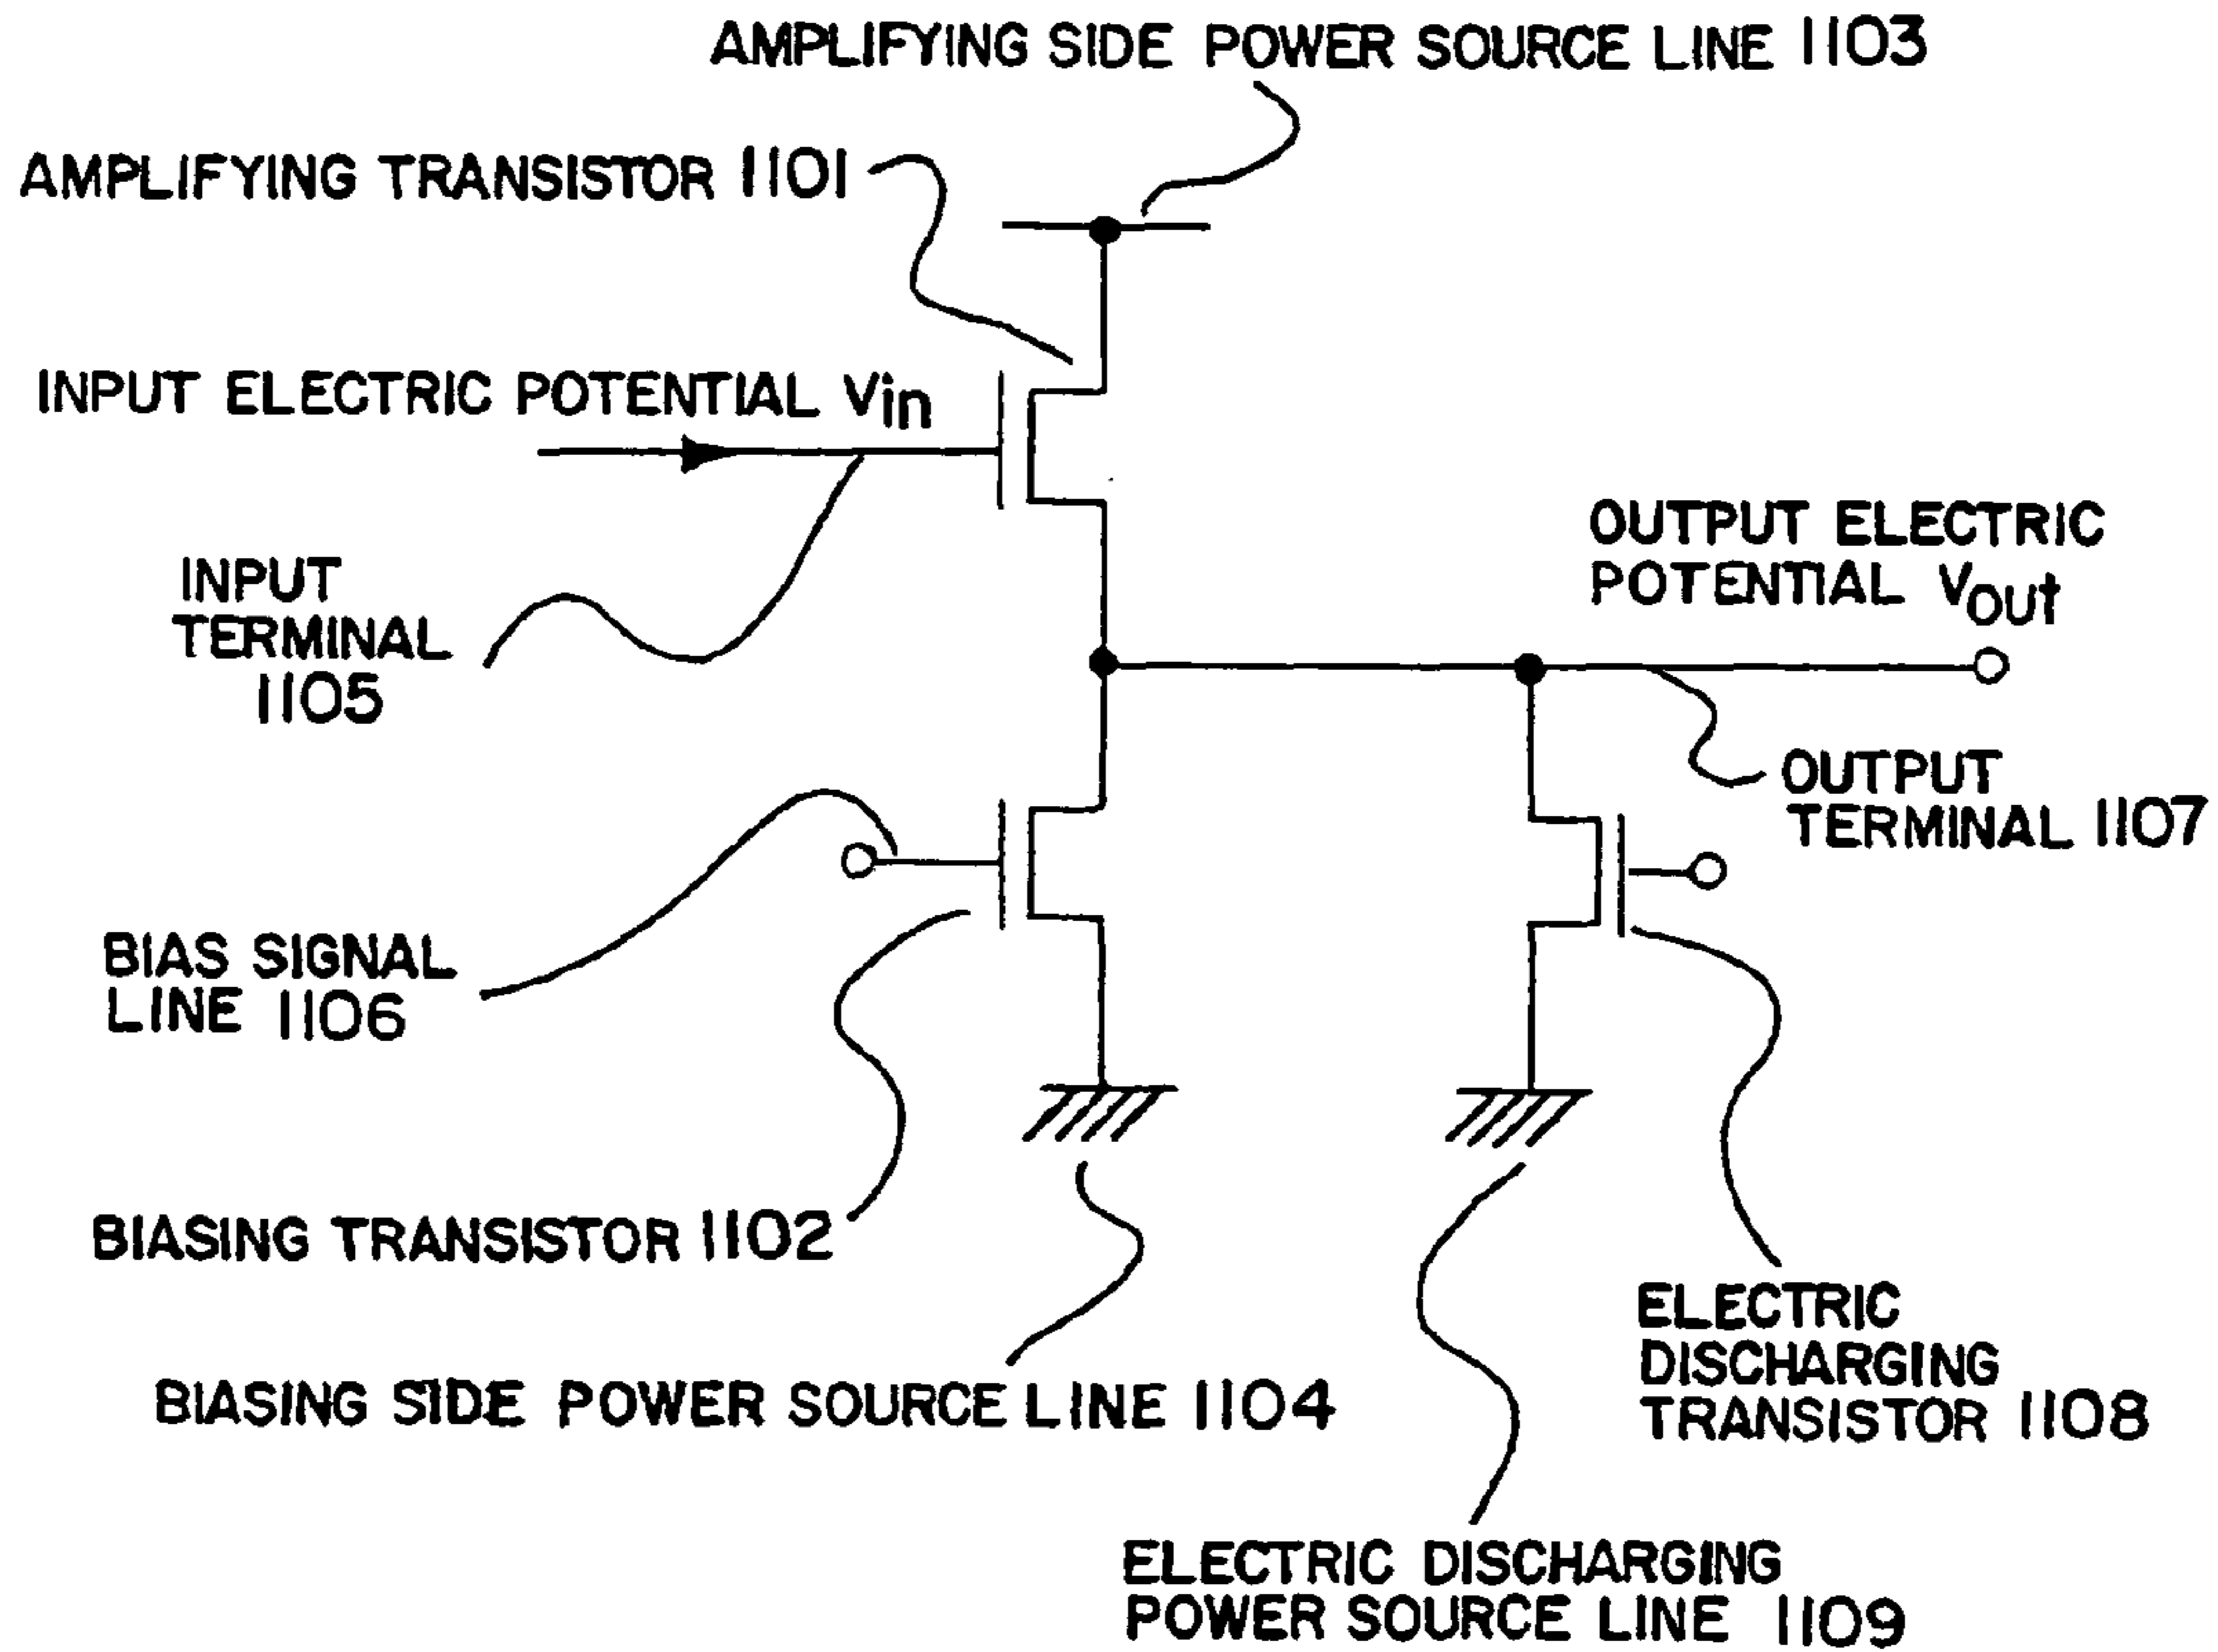 AMPLIFYING SIDE POWER SOURCE LINE 1103
AMPLIFYING TRANSISTOR 1101
INPUT ELECTRIC POTENTIAL Vin
INPUT
TERMINAL
1105
OUTPUT ELECTRIC
POTENTIAL VOUT
OUTPUT
TERMINAL 1107
BIAS SIGNAL
LINE 1106
BIASING TRANSISTOR 1102
BIASING SIDE POWER SOURCE LINE 1104
ELECTRIC
DISCHARGING
TRANSISTOR 1108
ELECTRIC DISCHARGING
POWER SOURCE LINE 1109